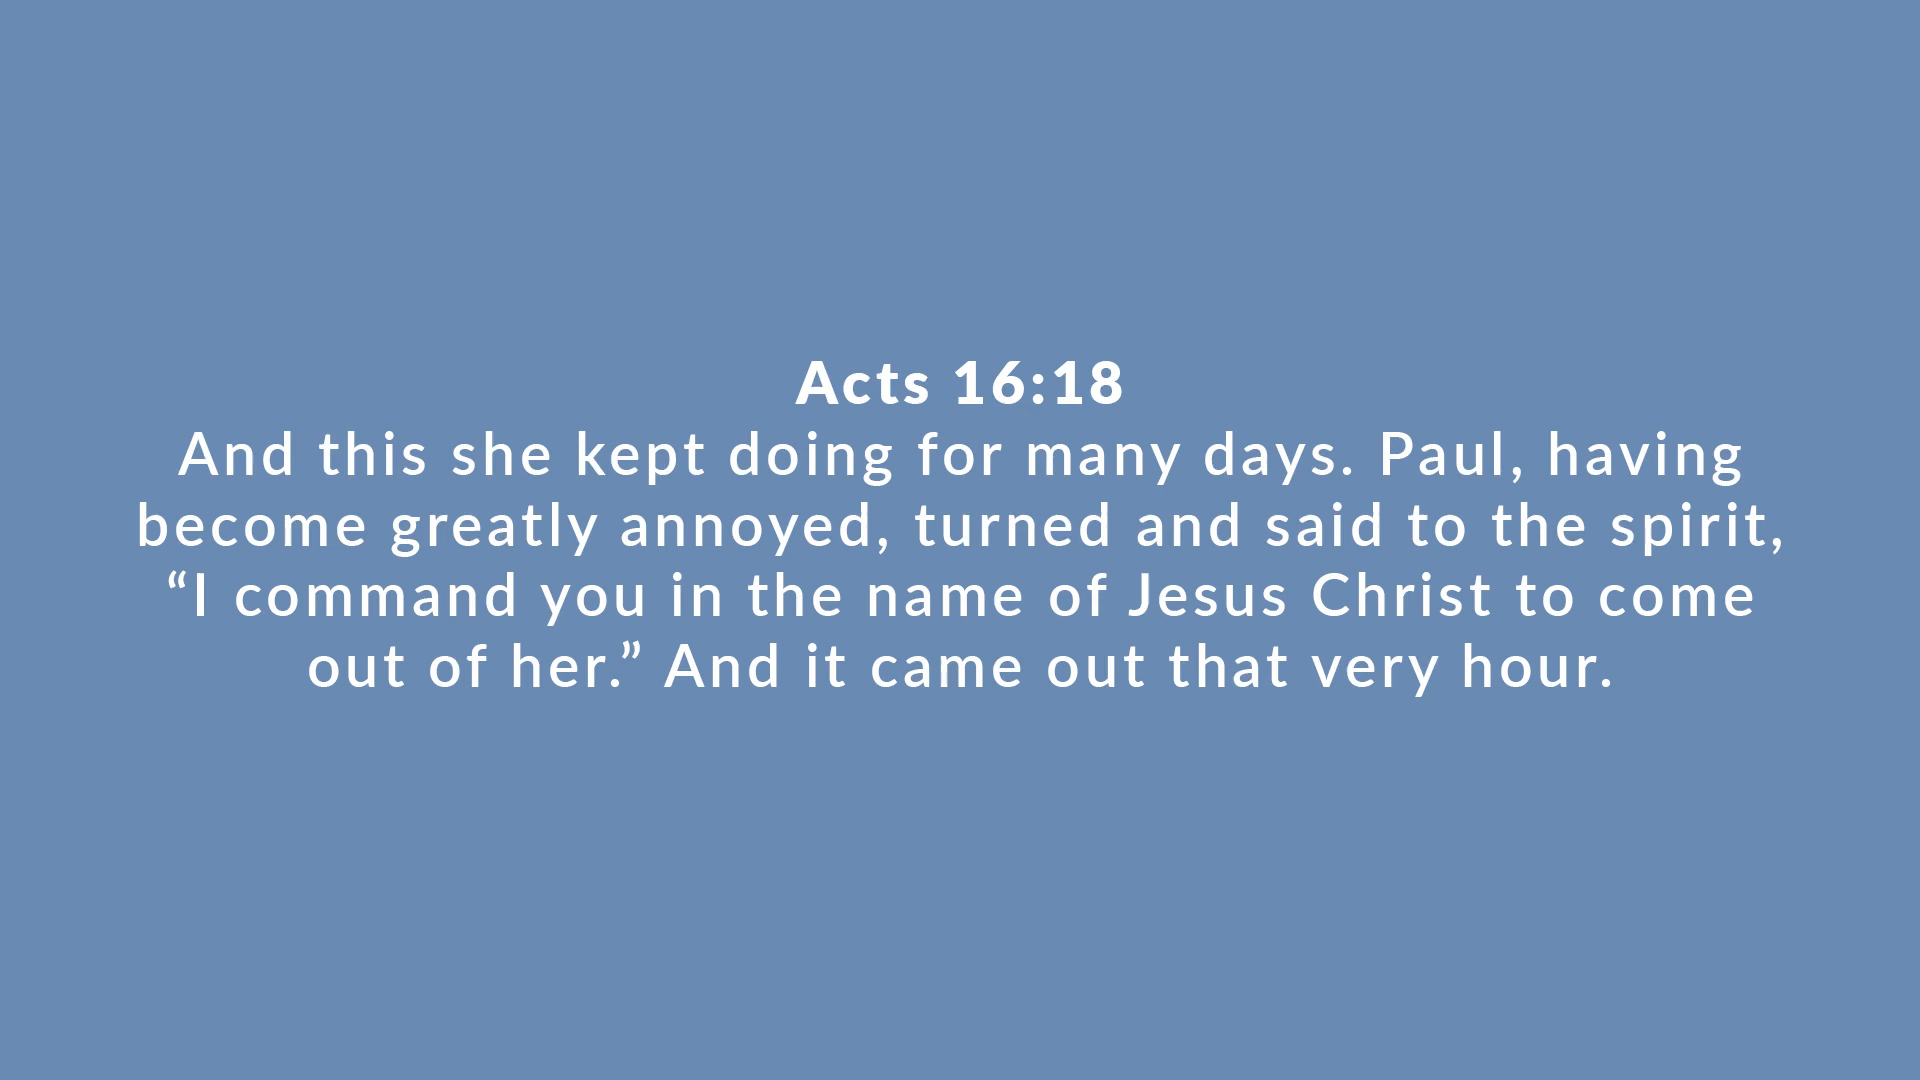 Acts 16:18
And this she kept doing for many days. Paul, having
become greatly annoyed, turned and said to the spirit,
“I command you in the name of Jesus Christ to come
out of her.” And it came out that very hour.